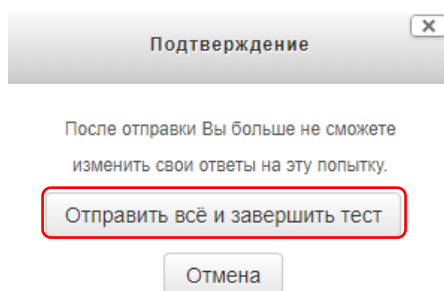 Подтверждение
После отправки Вы больше не сможете
изменить свои ответы на эту попытку.
Отправить всё и завершить тест
Отмена